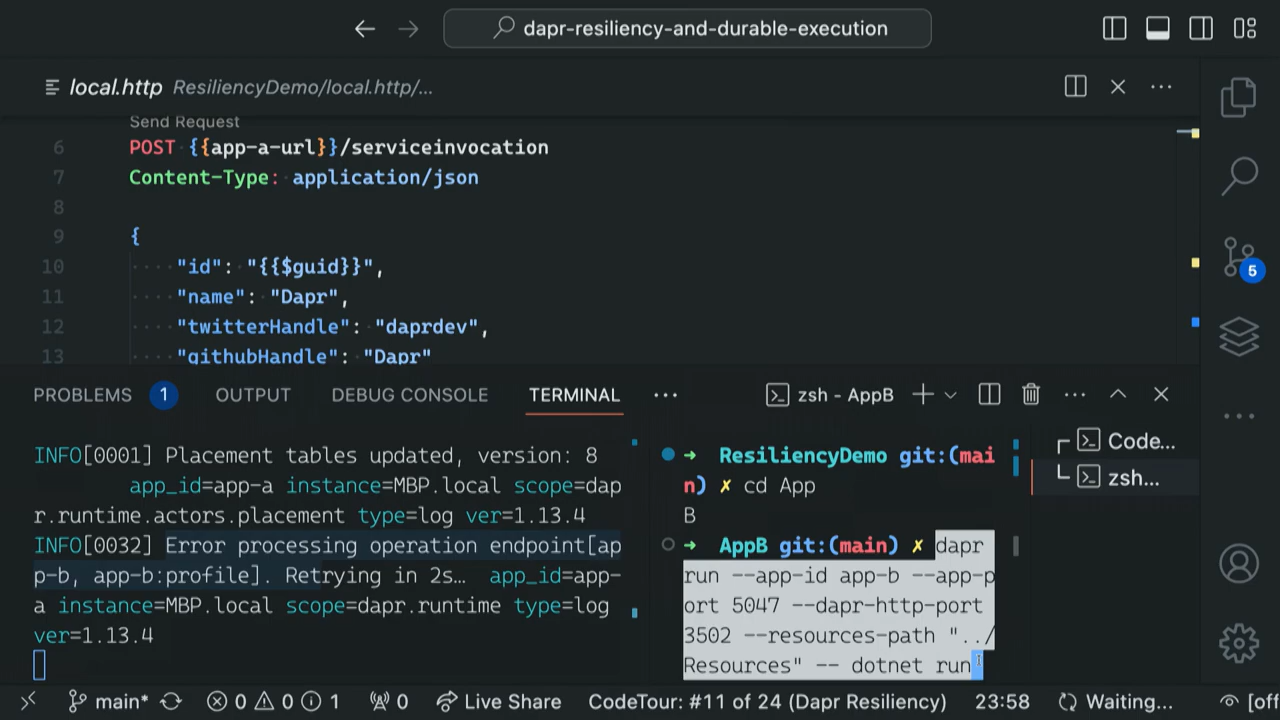 dapr-resiliency-and-durable-execution
local.http ResiliencyDemo/local.http/...
Send Request
6 POST {{app-a-url}}/serviceinvocation
7 Content-Type: application/json
8
9 {
10 "id": "{{$guid}}",
11 "name": "Dapr",
12 "twitterHandle": "daprdev",
13 "githubHandle": "Dapr"
5
PROBLEMS 1 OUTPUT DEBUG CONSOLE TERMINAL ... zsh - AppB
INFO[0001] Placement tables updated, version: 8
app_id=app-a instance=MBP.local scope=dap
r.runtime.actors.placement type=log ver=1.13.4
INFO[0032] Error processing operation endpoint[ap
p-b, app-b:profile]. Retrying in 2s… app_id=app-
a instance=MBP.local scope=dapr.runtime type=log
ver=1.13.4
➜ ResiliencyDemo git:(mai
n) ✗ cd App
B
➜ AppB git:(main) ✗ dapr
run --app-id app-b --app-p
ort 5047 --dapr-http-port
3502 --resources-path "../
Resources" -- dotnet run
Code...
zsh...
main* 0 0 1 0 Live Share CodeTour: #11 of 24 (Dapr Resiliency) 23:58 Waiting... [off